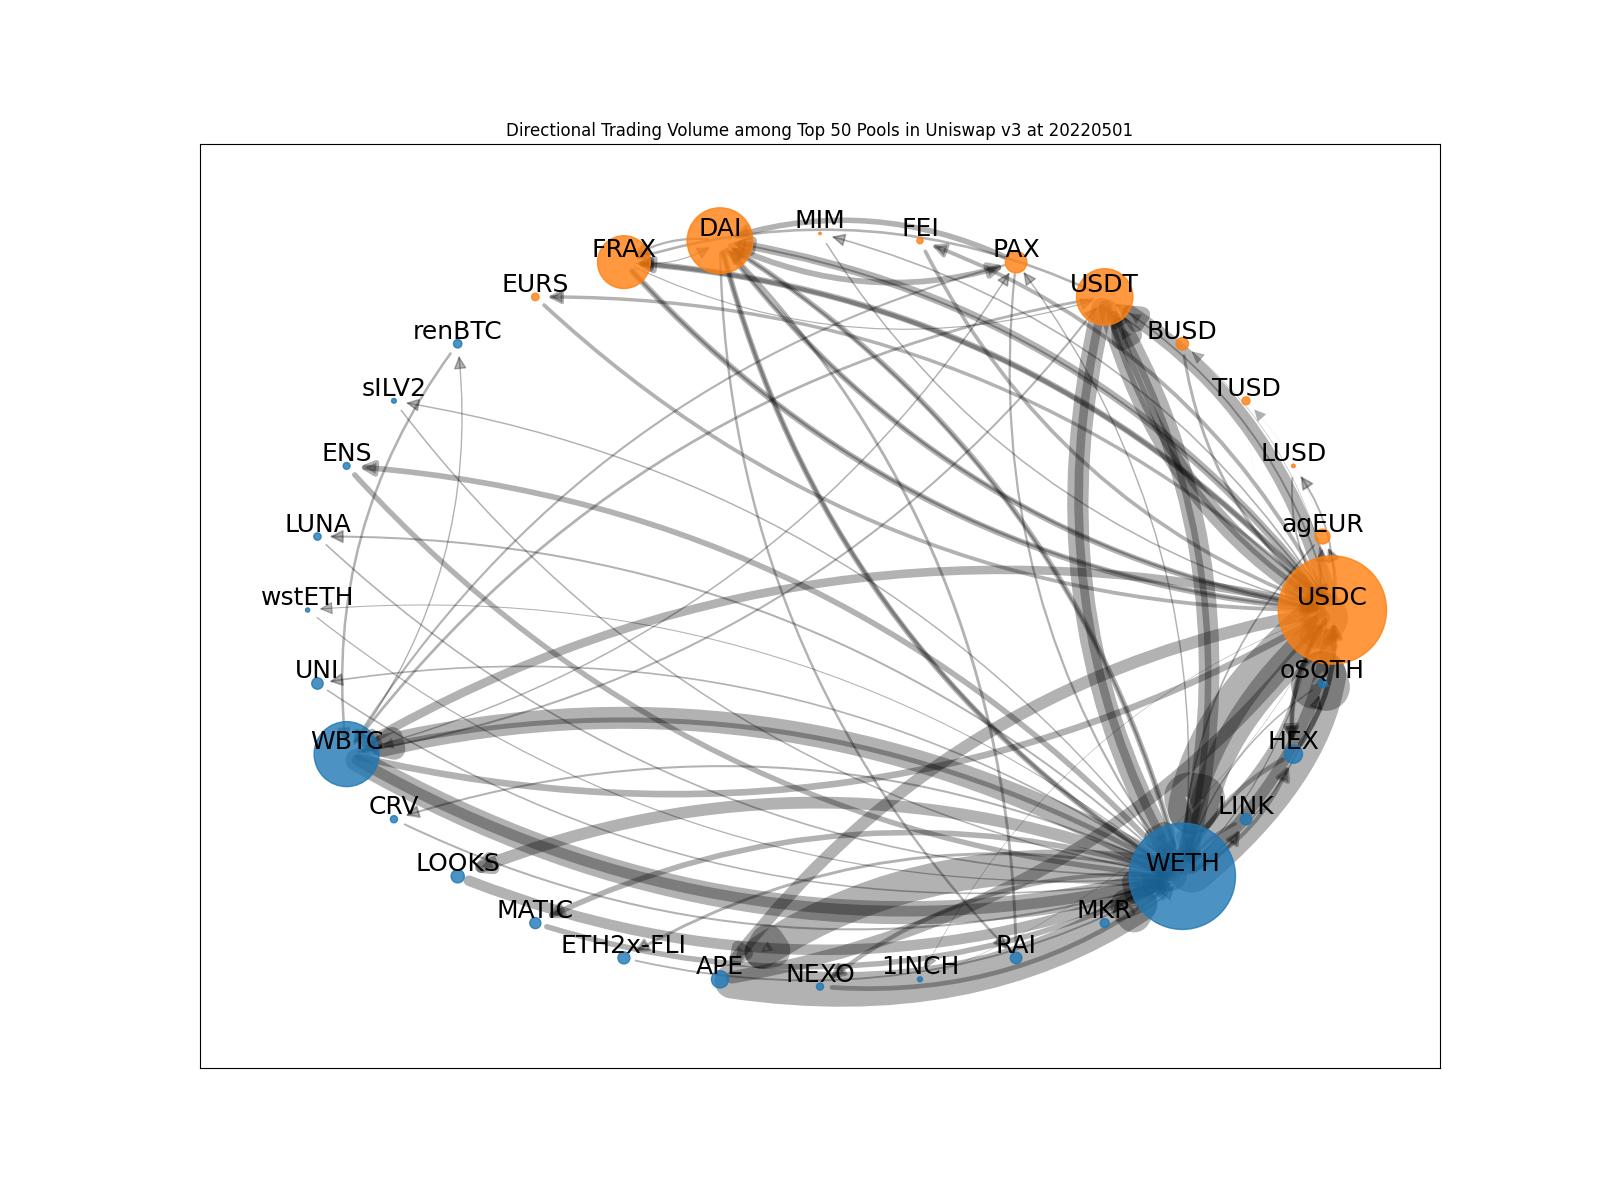 Directional Trading Volume among Top 50 Pools in Uniswap v3 at 20220501
MIM
DAI
FEI
FRAX
PAX
EURS
USDT
renBTC
BUSD
sILV2
TUSD
ENS
LUSD
LUNA
agEUR
wstETH
USDC
UNI
oSQTH
WBTC
HEX
CRV
LINK
LOOKS
WETH
MATIC
MKR
ETH2x-FLI
RAI
APE
1INCH
NEXO